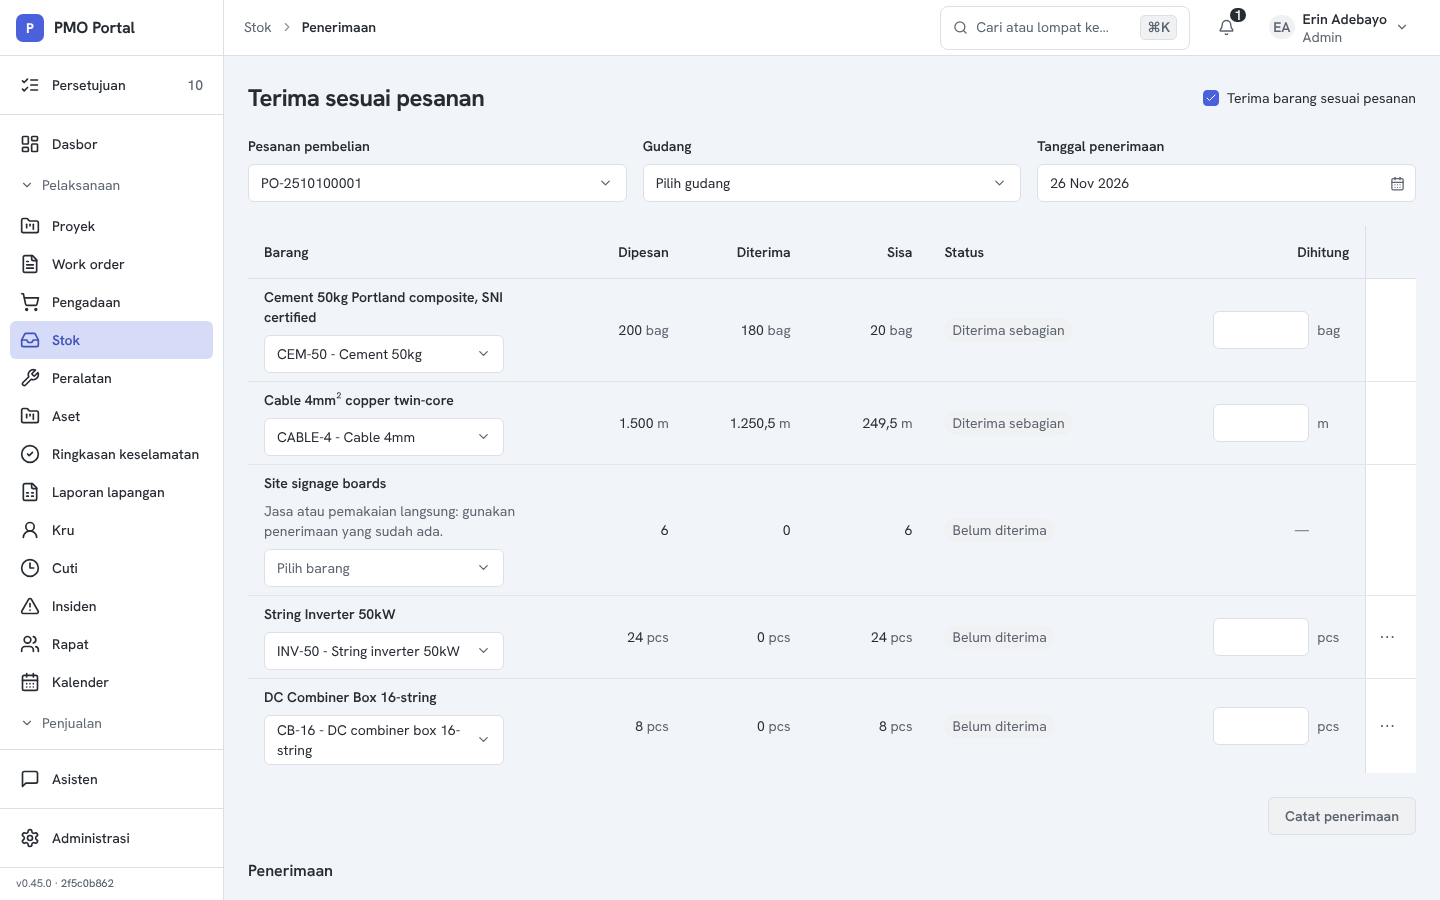 P PMO Portal
Stok > Penerimaan
Cari atau lompat ke...
⌘K
1
EA
Erin Adebayo
Admin
Persetujuan 10
Dasbor
Pelaksanaan
Proyek
Work order
Pengadaan
Stok
Peralatan
Aset
Ringkasan keselamatan
Laporan lapangan
Kru
Cuti
Insiden
Rapat
Kalender
Penjualan
Asisten
Administrasi
v0.45.0 · 2f5c0b862
Terima sesuai pesanan
Terima barang sesuai pesanan
Pesanan pembelian
PO-2510100001
Gudang
Pilih gudang
Tanggal penerimaan
26 Nov 2026
Barang Dipesan Diterima Sisa Status Dihitung
Cement 50kg Portland composite, SNI
certified
CEM-50 - Cement 50kg
200 bag 180 bag 20 bag Diterima sebagian bag
Cable 4mm² copper twin-core
CABLE-4 - Cable 4mm
1.500 m 1.250,5 m 249,5 m Diterima sebagian m
Site signage boards
Jasa atau pemakaian langsung: gunakan
penerimaan yang sudah ada.
Pilih barang
6 0 6 Belum diterima —
String Inverter 50kW
INV-50 - String inverter 50kW
24 pcs 0 pcs 24 pcs Belum diterima pcs ...
DC Combiner Box 16-string
CB-16 - DC combiner box 16-
string
8 pcs 0 pcs 8 pcs Belum diterima pcs ...
Catat penerimaan
Penerimaan